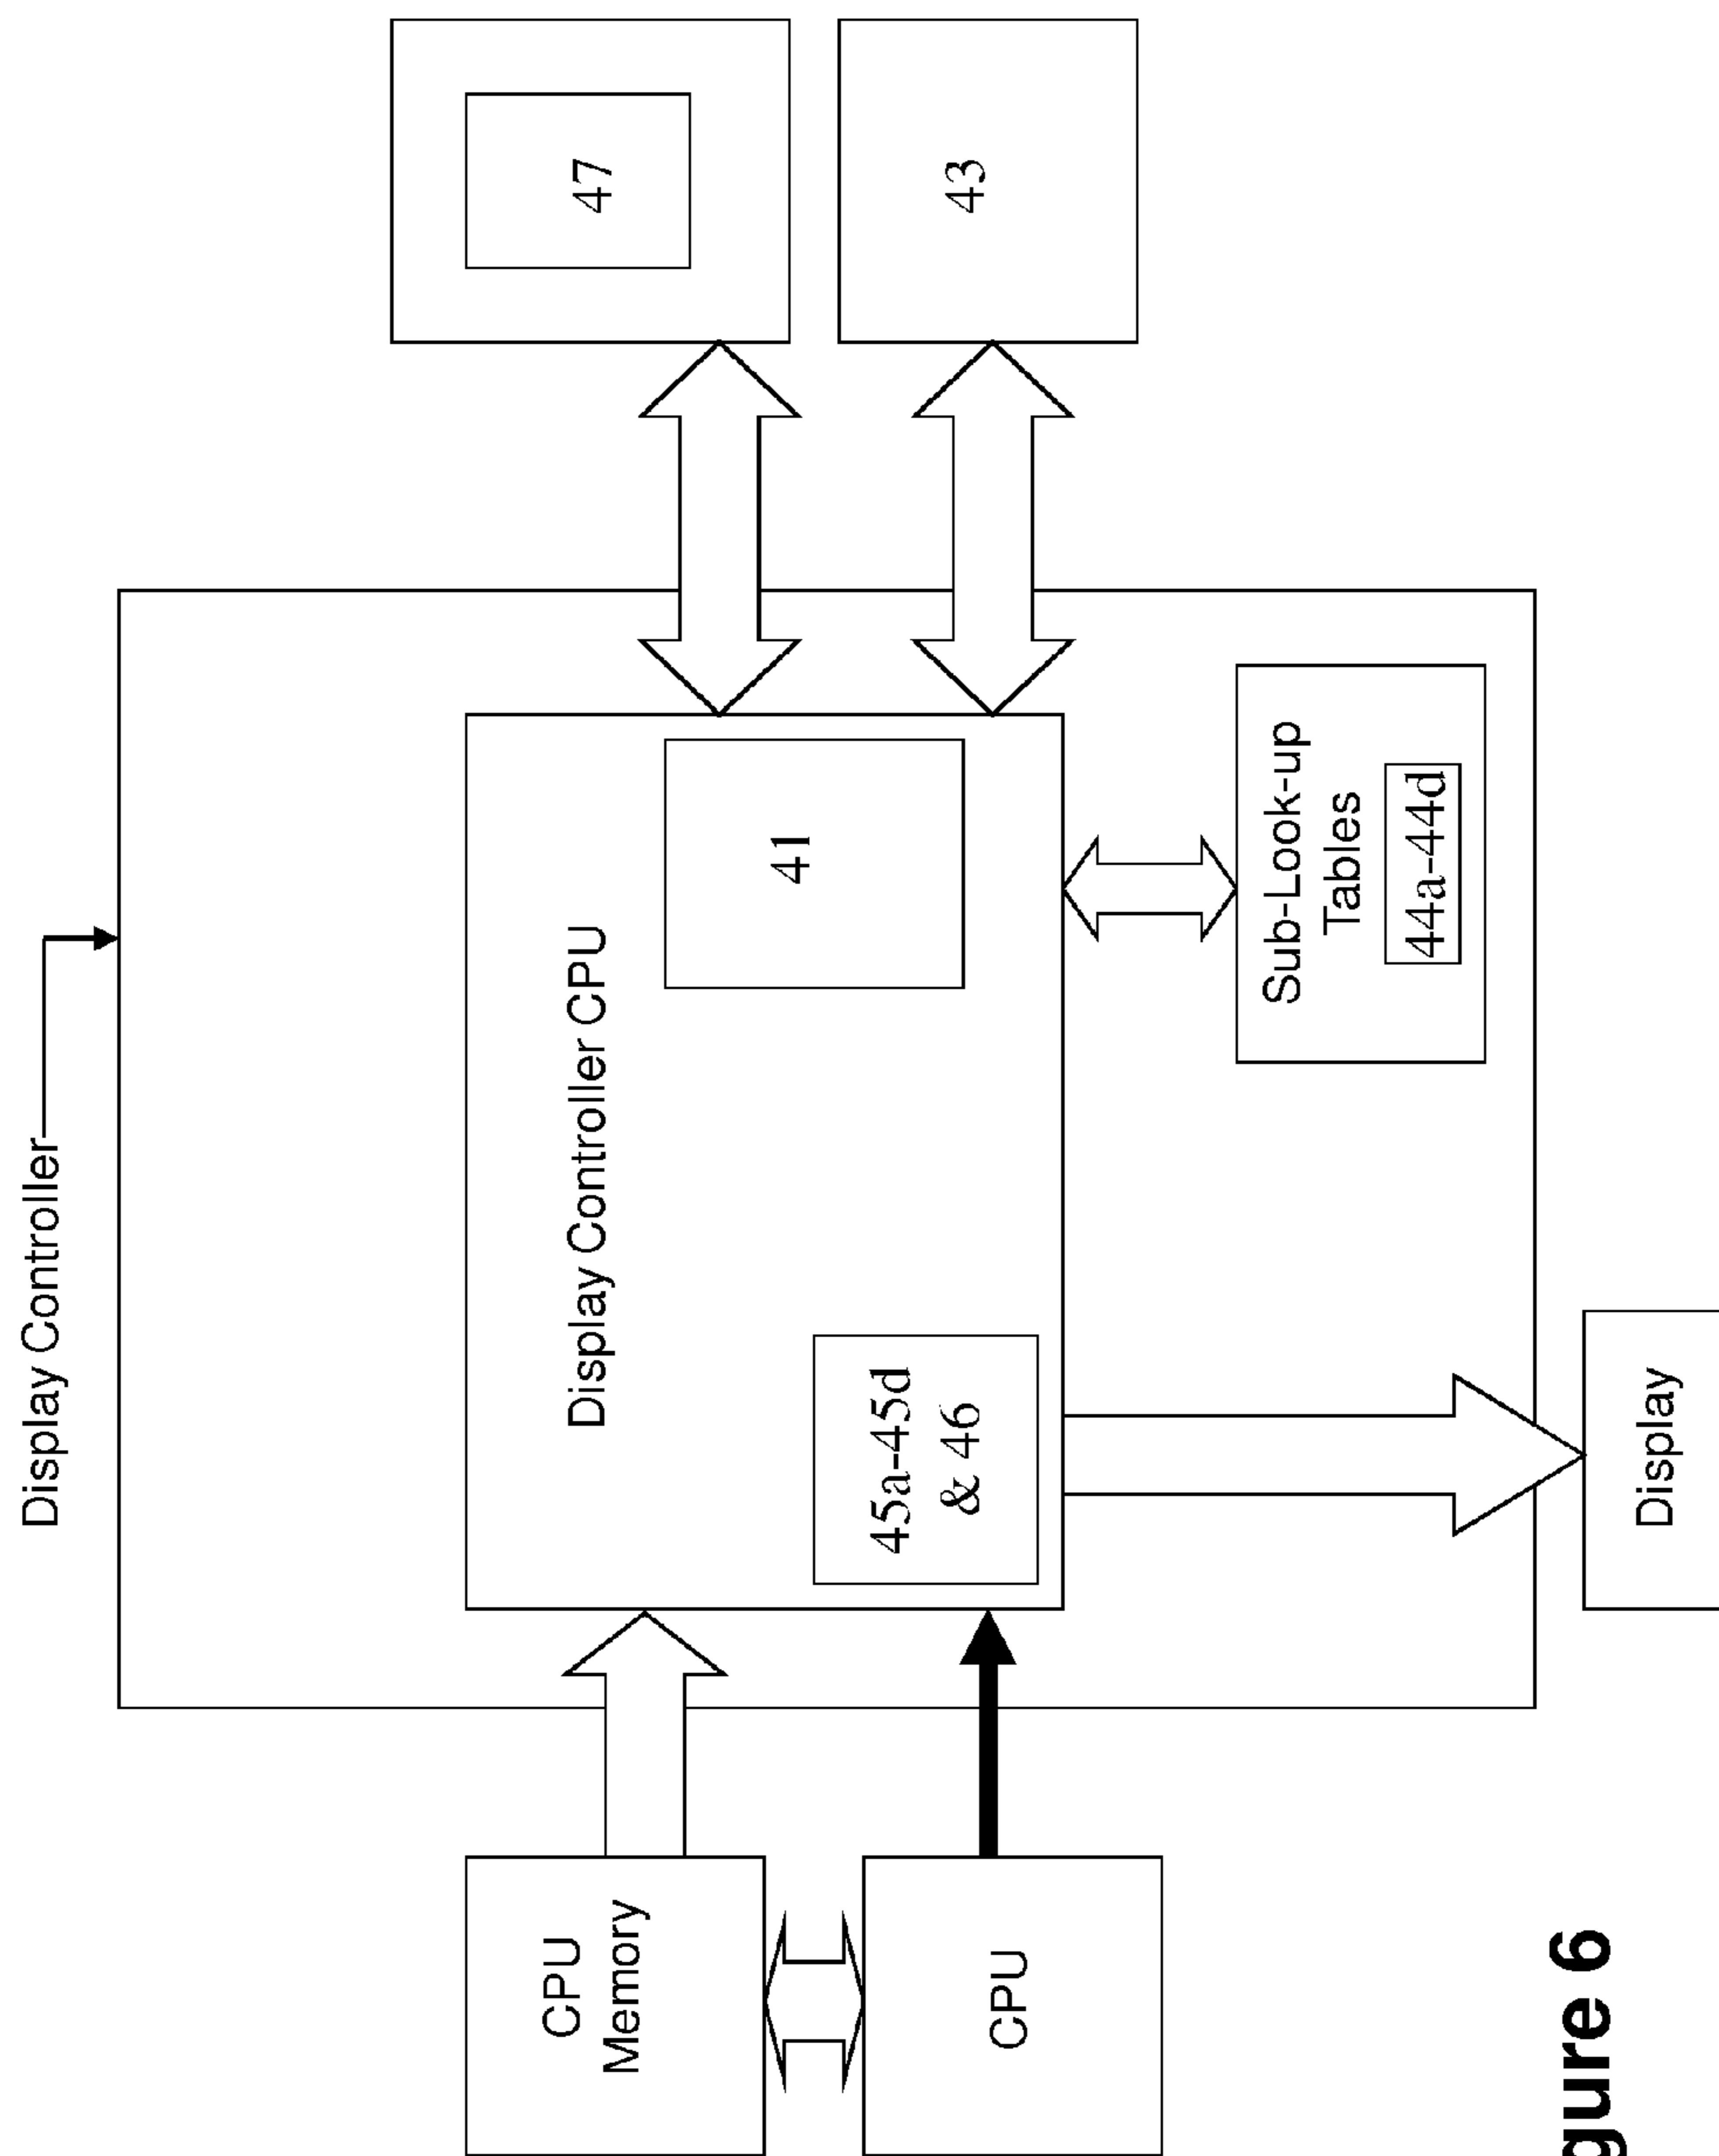 Display Controller
CPU
Memory
Display Controller CPU
47
41
45a-45d
& 46
43
CPU
Sub-Look-up
Tables
44a-44d
Display
gure 6